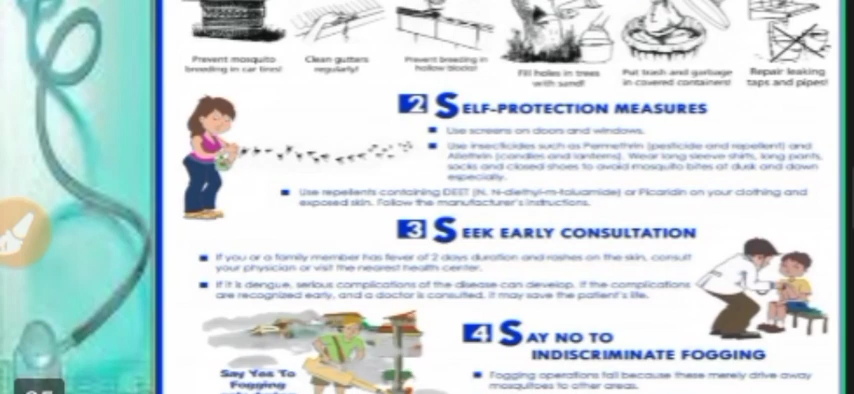 Prevent mosquito
breeding in car tires!
Clean gutters
regularly!
Prevent breeding in
hollow blocks!
Fill holes in trees
with sand!
Put trash and garbage
in covered containers!
Repair leaking
taps and pipes!
2 SELF-PROTECTION MEASURES
Use screens on doors and windows.
Use insecticides such as Permethrin (pesticide and repellent) and
Allethrin (candles and lanterns). Wear long sleeve shirts, long pants,
socks and closed shoes to avoid mosquito bites at dusk and dawn
especially.
Use repellents containing DEET (N, N-diethyl-m-toluamide) or Picaridin on your clothing and
exposed skin. Follow the manufacturer's instructions.
3 SEEK EARLY CONSULTATION
If you or a family member has fever of 2 days duration and rashes on the skin, consult
your physician or visit the nearest health center.
If it is dengue, serious complications of the disease can develop. If the complications
are recognized early, and a doctor is consulted, it may save the patient's life.
4 SAY NO TO
INDISCRIMINATE FOGGING
Fogging operations fail because these merely drive away
mosquitoes to other areas.
Say Yes To
Fogging